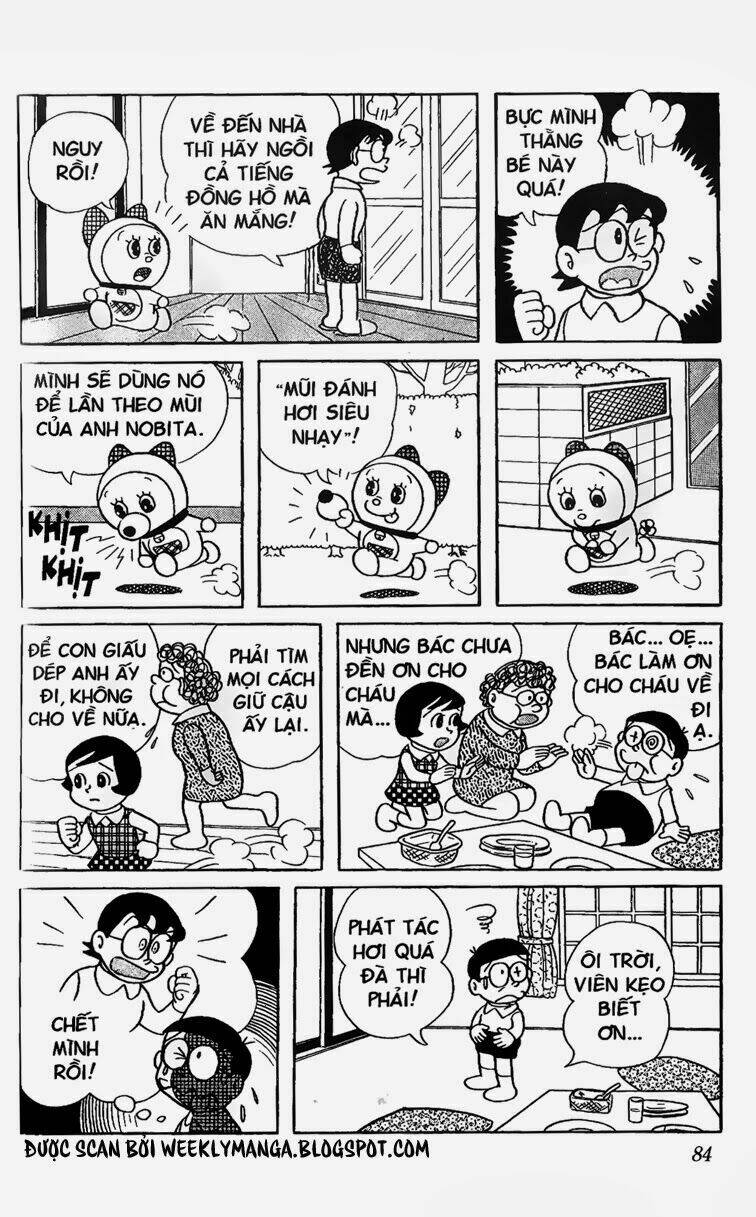 NGUY
RỒI!
VỀ ĐẾN NHÀ
THÌ HÃY NGỒI
CẢ TIẾNG
ĐỒNG HỒ MÀ
ĂN MẮNG!
BỰC MÌNH
THẰNG
BÉ NÀY
QUÁ!
MÌNH SẼ DÙNG NÓ
ĐỂ LẦN THEO MÙI
CỦA ANH NOBITA.
KHỊT
KHỊT
"MŨI ĐÁNH
HƠI SIÊU
NHẠY"!
ĐỂ CON GIẤU
DÉP ANH ẤY
ĐI, KHÔNG
CHO VỀ NỮA.
PHẢI TÌM
MỌI CÁCH
GIỮ CẬU
ẤY LẠI.
NHƯNG BÁC CHƯA
ĐỀN ƠN CHO
CHÁU
MÀ...
BÁC... OẸ...
BÁC LÀM ƠN
CHO CHÁU VỀ
ĐI
Ạ.
CHẾT
MÌNH
RỒI!
PHÁT TÁC
HƠI QUÁ
ĐÀ THÌ
PHẢI!
ÔI TRỜI,
VIÊN KẸO
BIẾT
ƠN...
ĐƯỢC SCAN BỞI WEEKLYMANGA.BLOGSPOT.COM
84